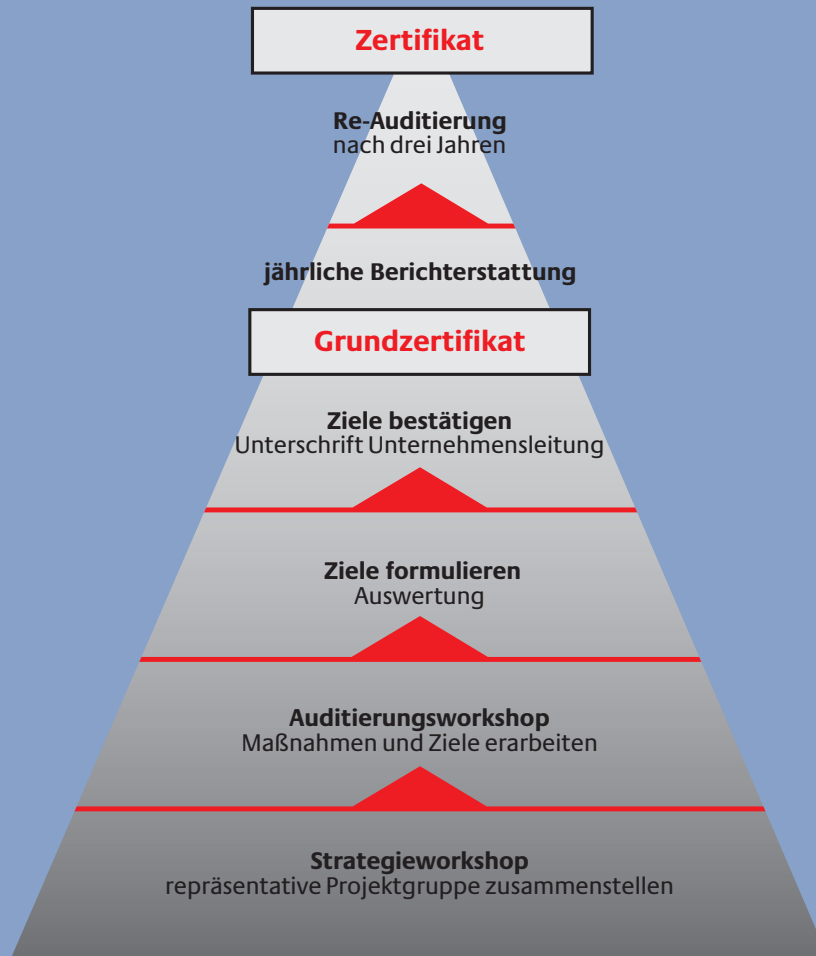 Zertifikat
Re-Auditierung
nach drei Jahren
jährliche Berichterstattung
Grundzertifikat
Ziele bestätigen
Unterschrift Unternehmensleitung
Ziele formulieren
Auswertung
Auditierungsworkshop
Maßnahmen und Ziele erarbeiten
Strategieworkshop
repräsentative Projektgruppe zusammenstellen